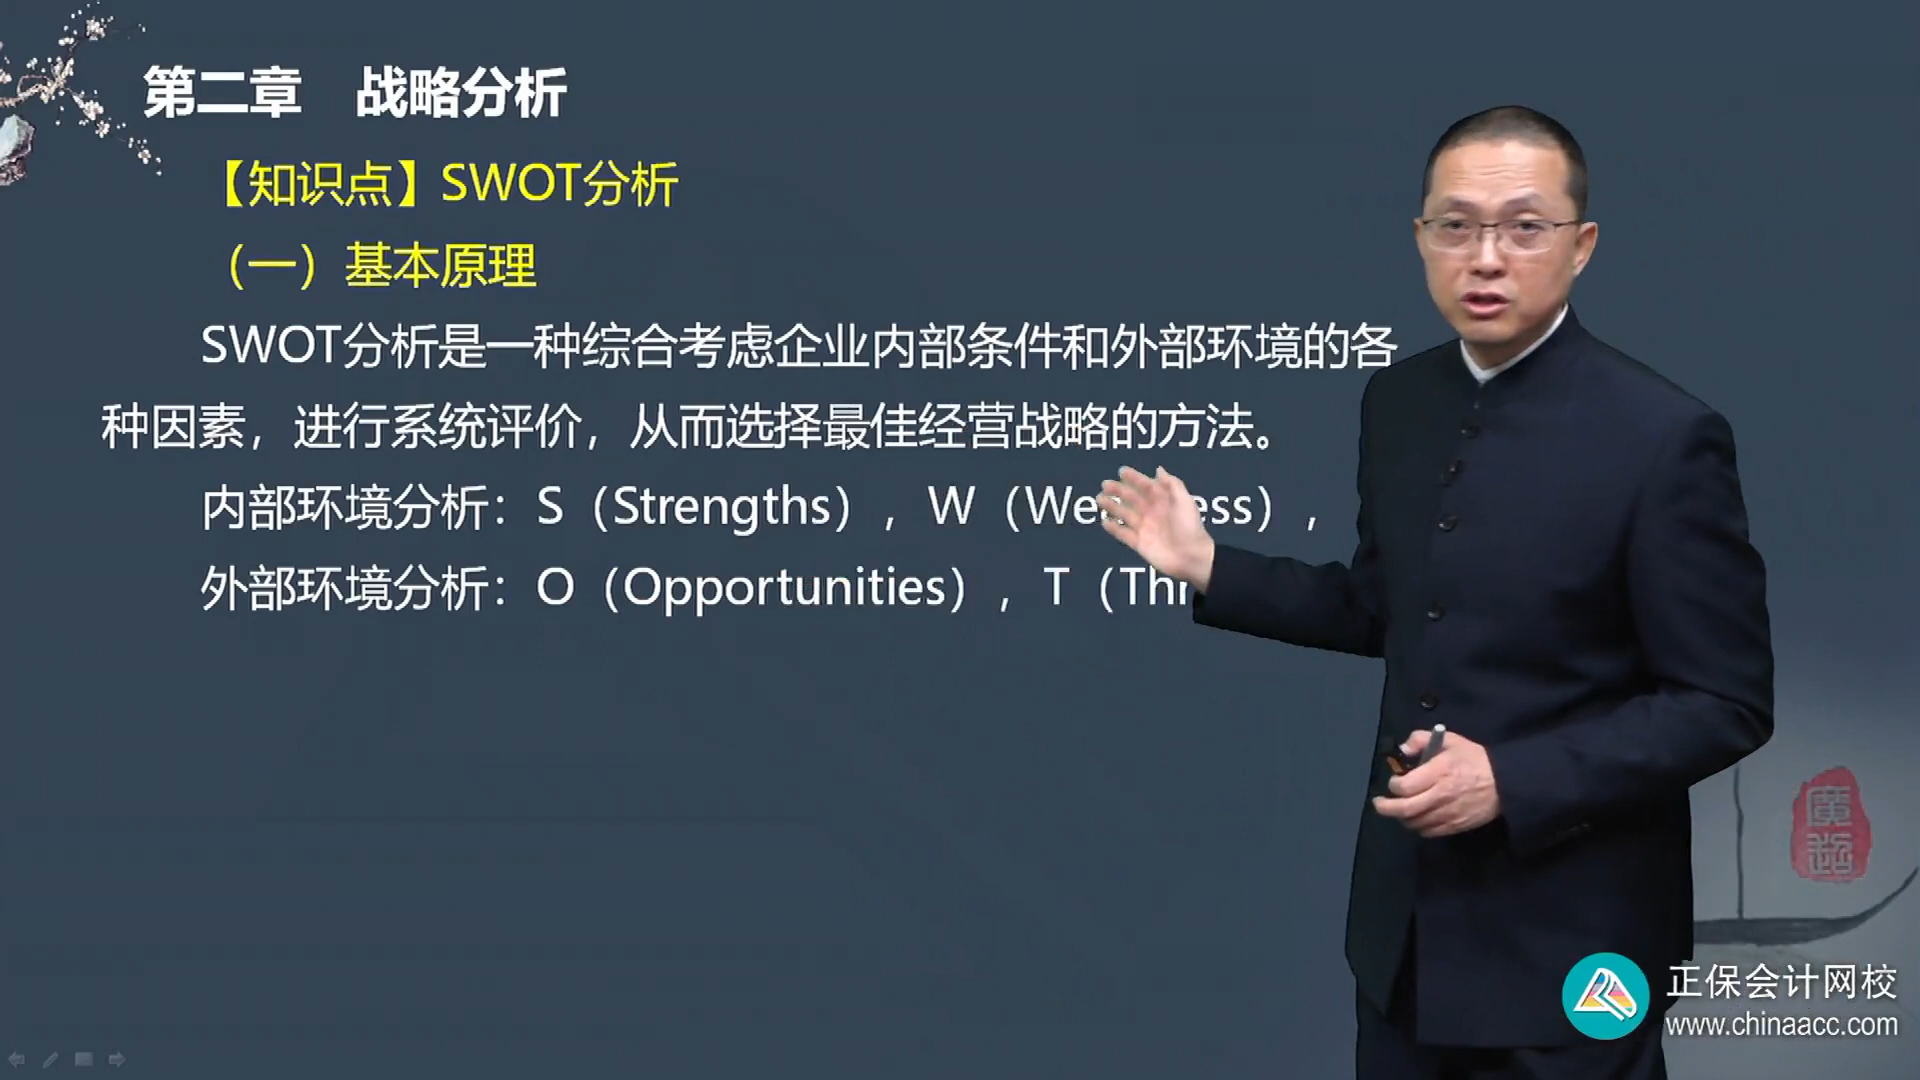 第二章 战略分析
【知识点】SWOT分析
（一）基本原理
SWOT分析是一种综合考虑企业内部条件和外部环境的各
种因素，进行系统评价，从而选择最佳经营战略的方法。
内部环境分析：S（Strengths），W（
外部环境分析：O（Opportunities），T（
正保会计网校
www.chinaacc.com